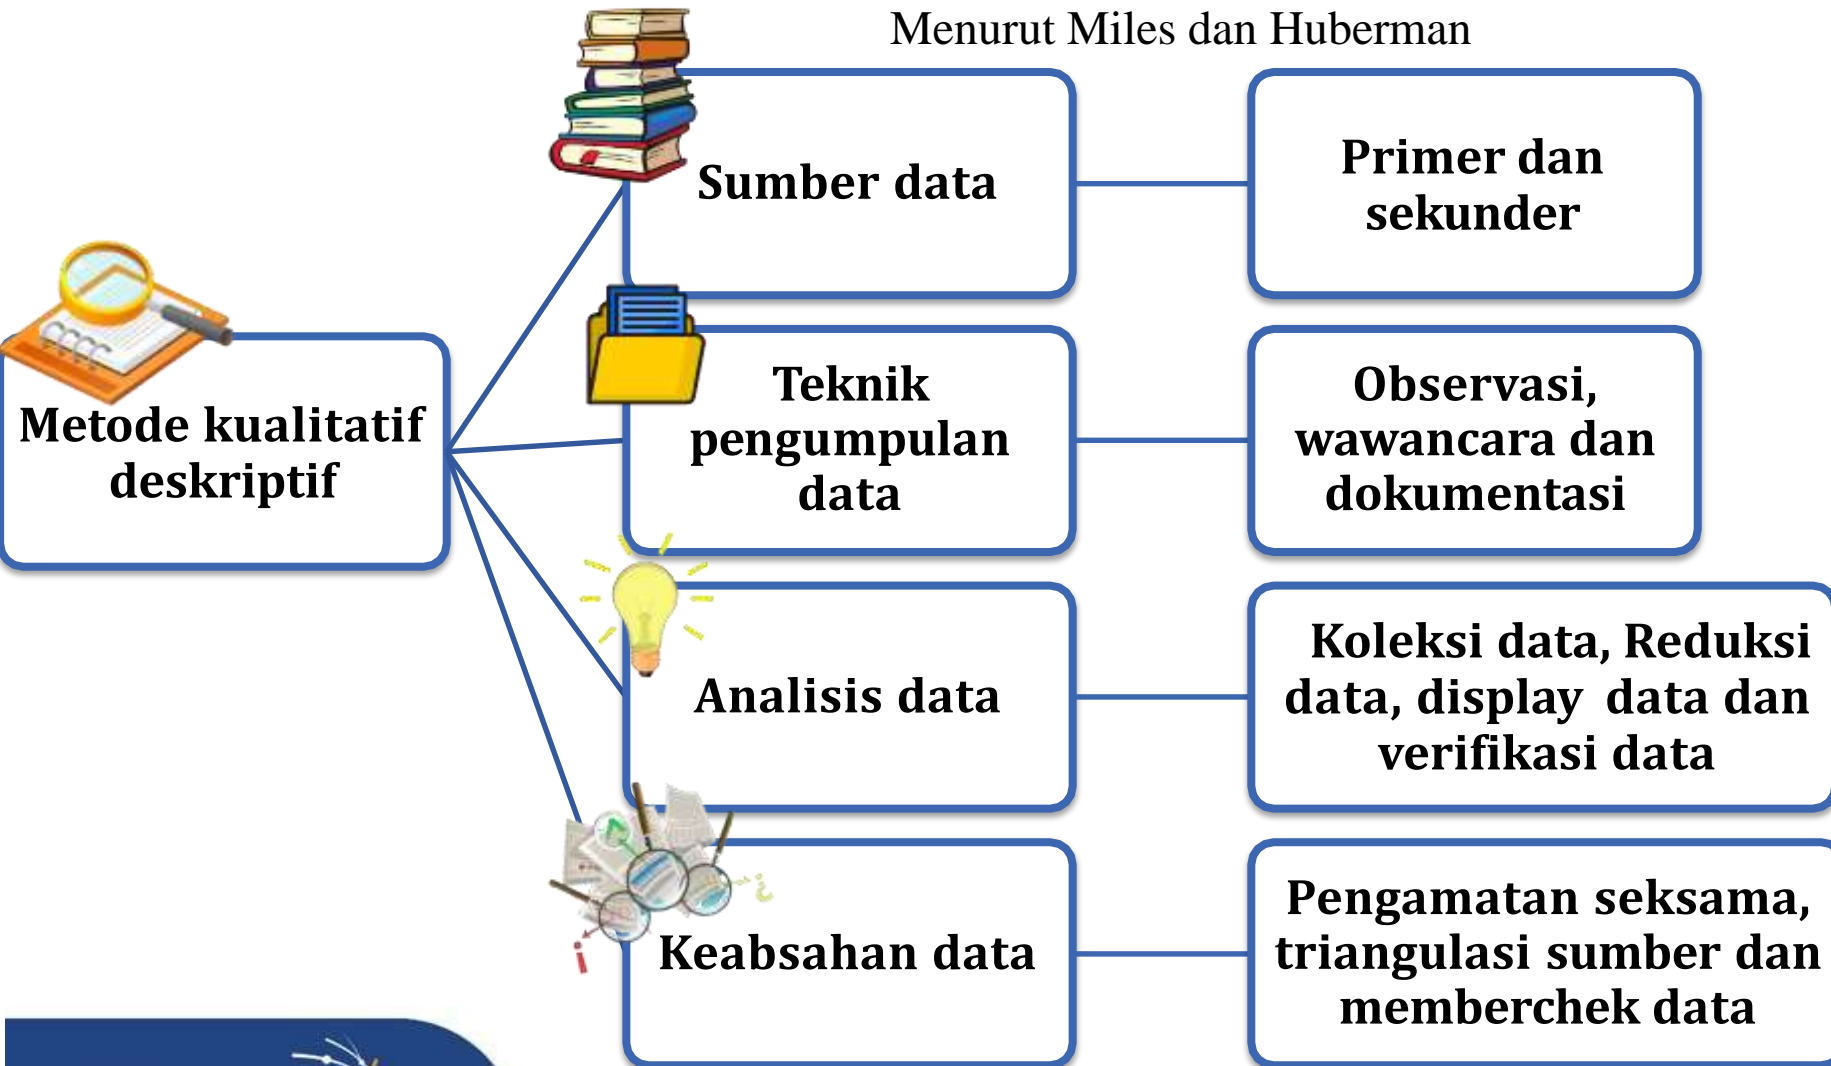 Menurut Miles dan Huberman
Metode kualitatif
deskriptif
Sumber data
Primer dan
sekunder
Teknik
pengumpulan
data
Observasi,
wawancara dan
dokumentasi
Analisis data
Koleksi data, Reduksi
data, display  data dan
verifikasi data
Keabsahan data
Pengamatan seksama,
triangulasi sumber dan
memberchek data